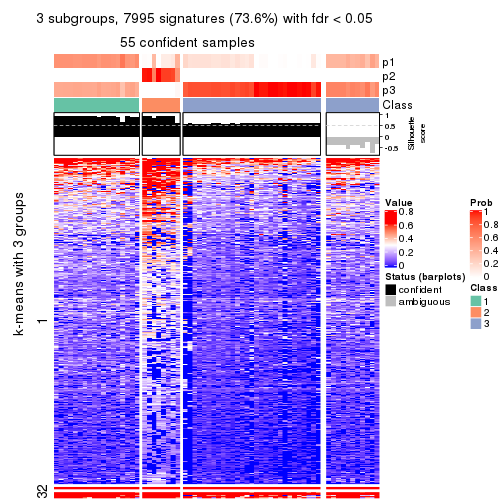 3 subgroups, 7995 signatures (73.6%) with fdr < 0.05
55 confident samples
p1
p2
p3
Class
1
0.5
0
-0.5
Silhouette
score
k-means with 3 groups
1
32
Value
0.8
0.6
0.4
0.2
0
Status (barplots)
confident
ambiguous
Prob
1
0.8
0.6
0.4
0.2
0
Class
1
2
3